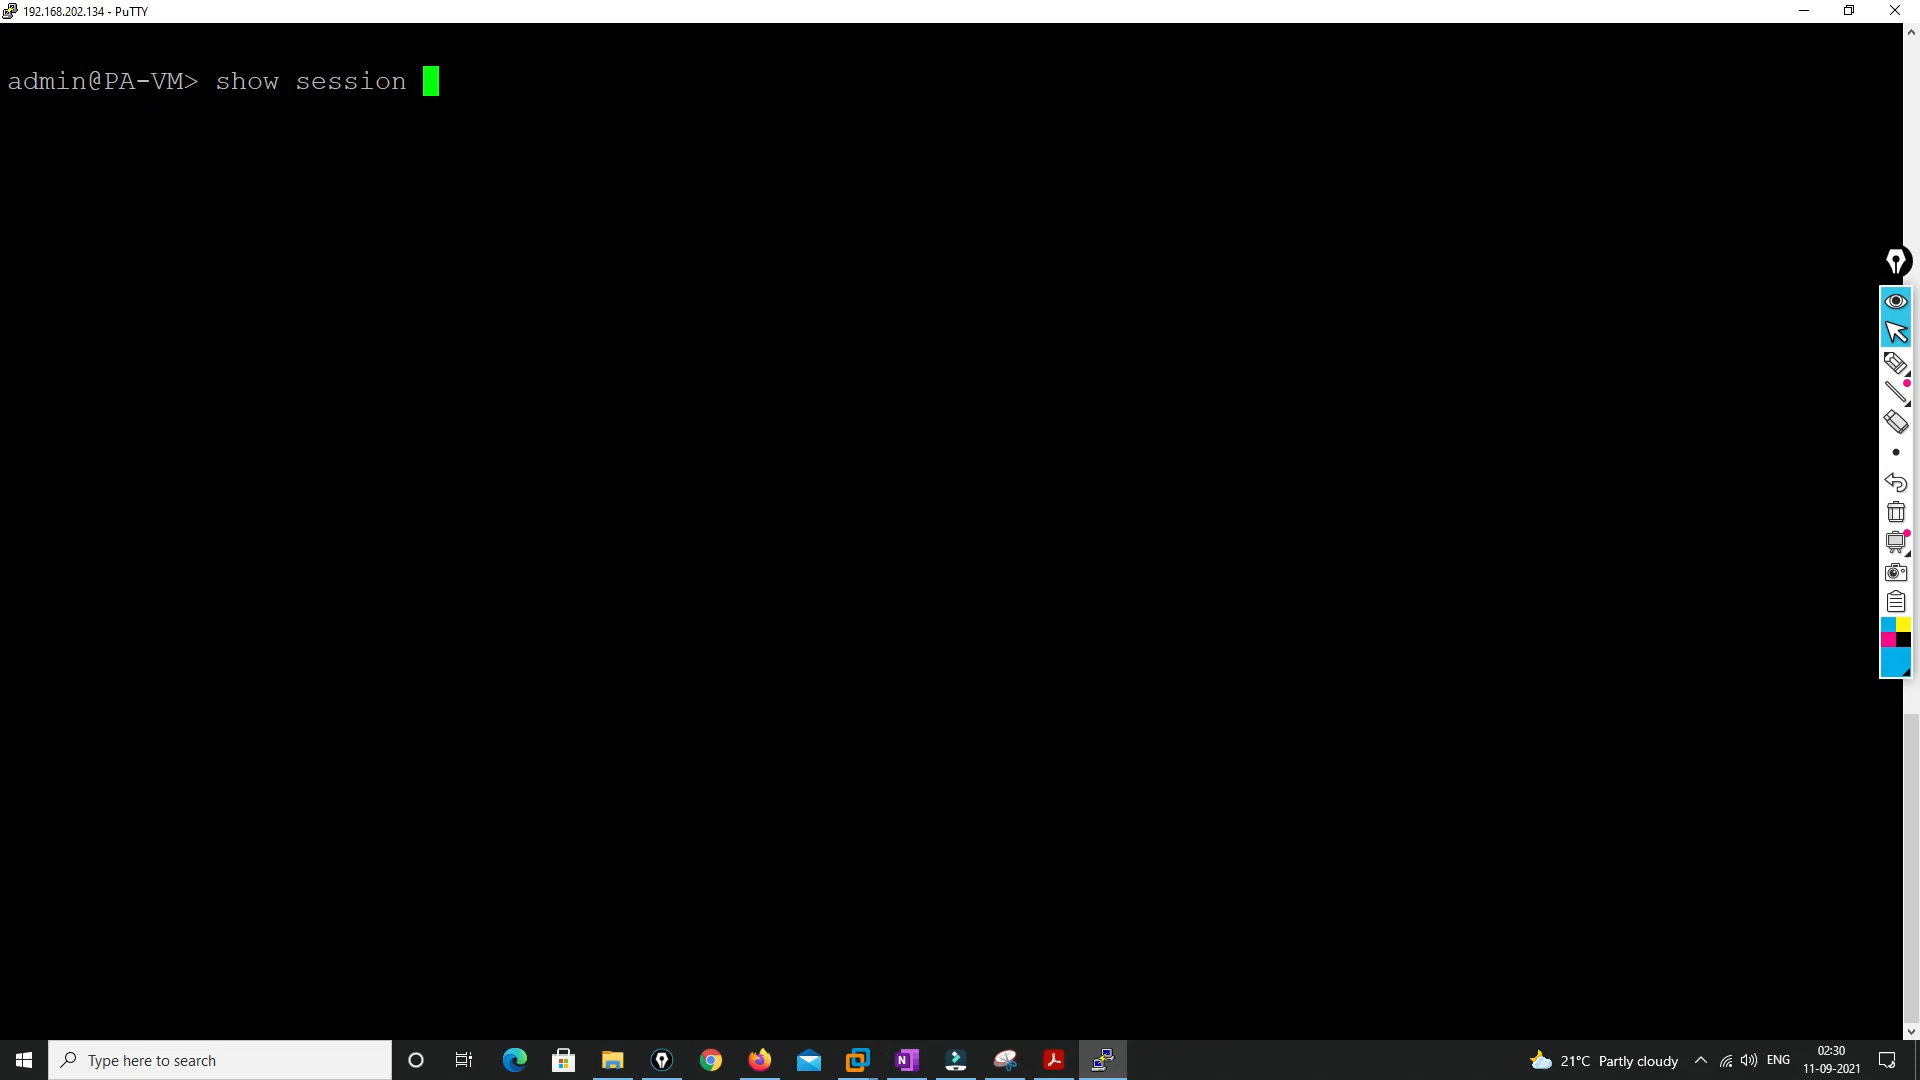 192.168.202.134 - PuTTY
admin@PA-VM> show session
Type here to search
21°C Partly cloudy
ENG
02:30
11-09-2021